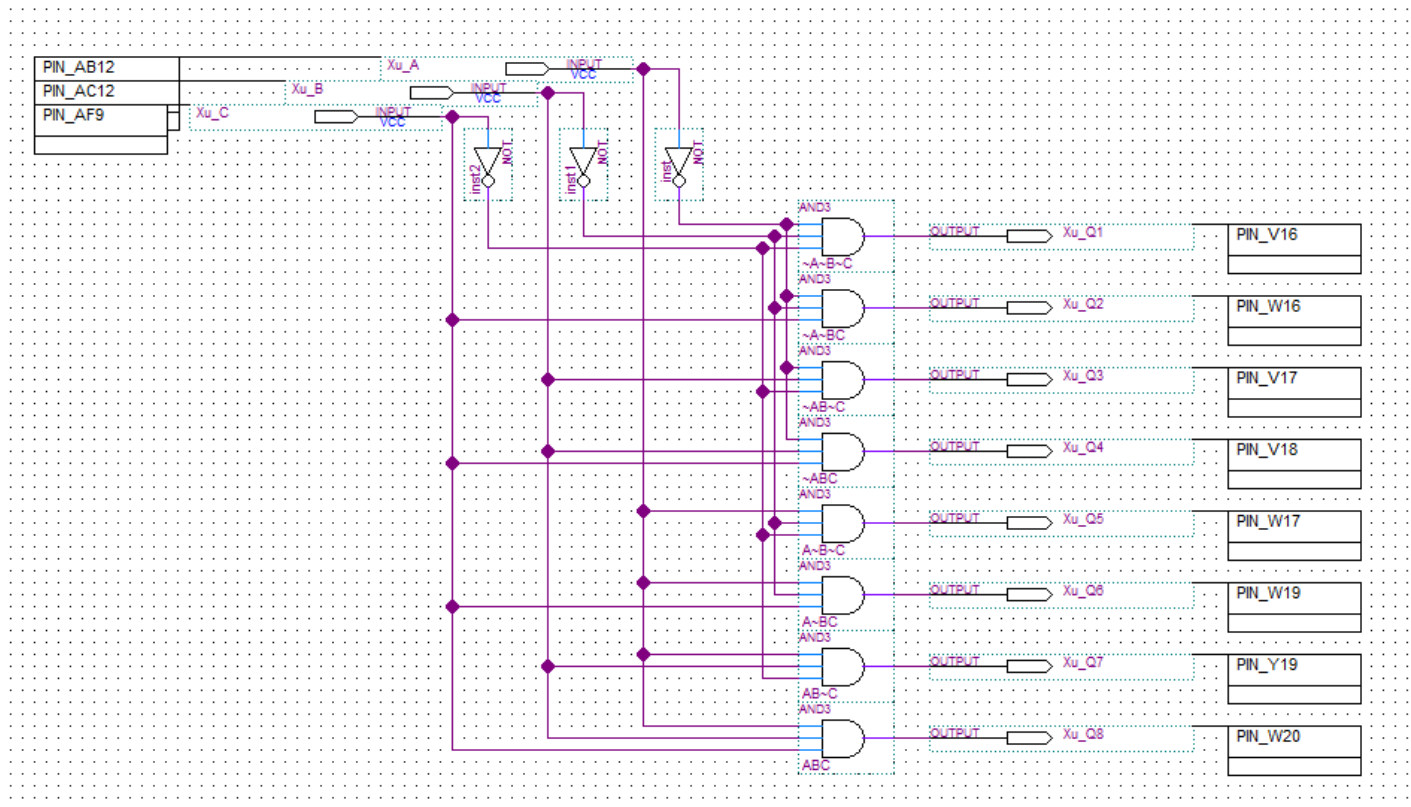 PIN_AB12
Xu_A
INPUT
VCC
PIN_AC12
Xu_B
INPUT
VCC
PIN_AF9
Xu_C
INPUT
VCC
inst2
NOT
inst1
NOT
inst
NOT
AND3
OUTPUT
Xu_Q1
PIN_V16
~A~B~C
AND3
OUTPUT
Xu_Q2
PIN_W16
~A~BC
AND3
OUTPUT
Xu_Q3
PIN_V17
~AB~C
AND3
OUTPUT
Xu_Q4
PIN_V18
~ABC
AND3
OUTPUT
Xu_Q5
PIN_W17
A~B~C
AND3
OUTPUT
Xu_Q6
PIN_W19
A~BC
AND3
OUTPUT
Xu_Q7
PIN_Y19
AB~C
AND3
OUTPUT
Xu_Q8
PIN_W20
ABC